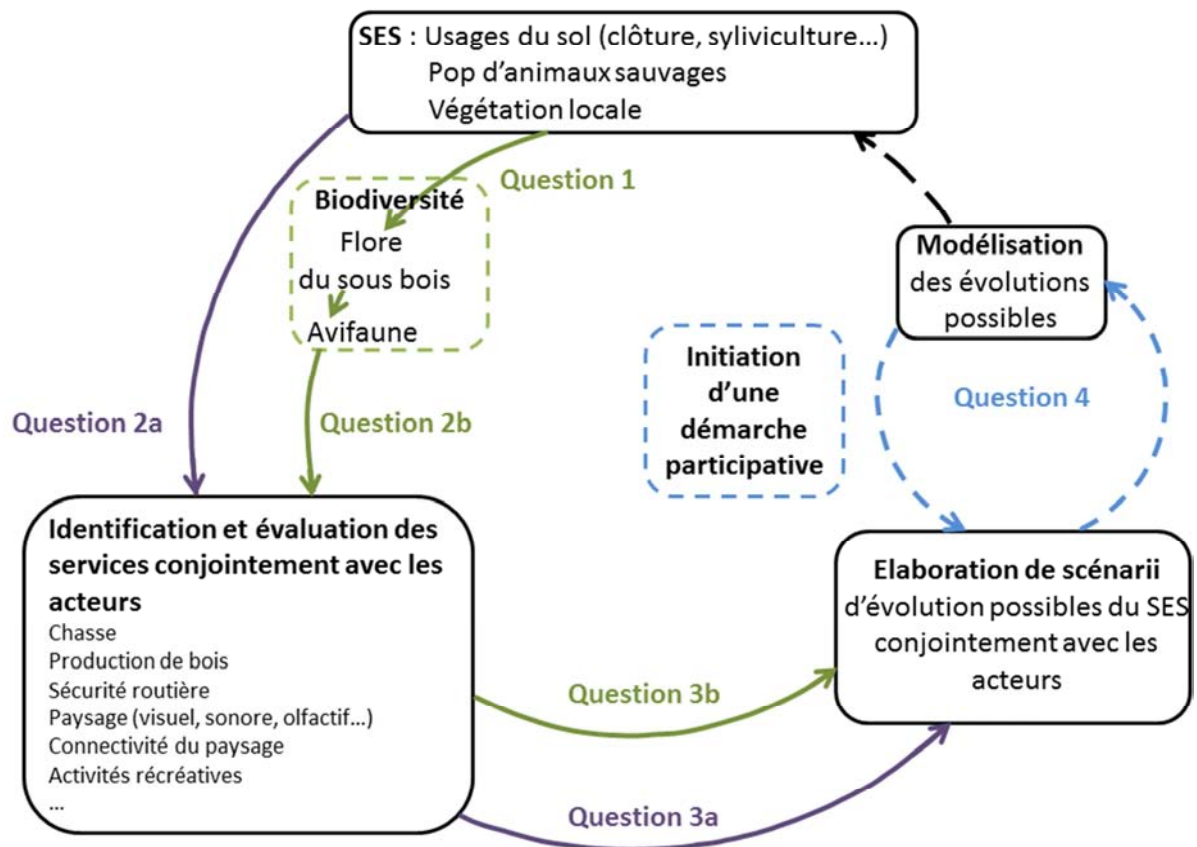 SES : Usages du sol (clôture, syliviculture...)
Pop d'animaux sauvages
Végétation locale
Question 1
Biodiversité
Flore
du sous bois
Avifaune
Modélisation
des évolutions
possibles
Initiation
d'une
démarche
participative
Question 4
Question 2a
Question 2b
Identification et évaluation des
services conjointement avec les
acteurs
Chasse
Production de bois
Sécurité routière
Paysage (visuel, sonore, olfactif...)
Connectivité du paysage
Activités récréatives
...
Elaboration de scénarii
d'évolution possibles du SES
conjointement avec les
acteurs
Question 3b
Question 3a